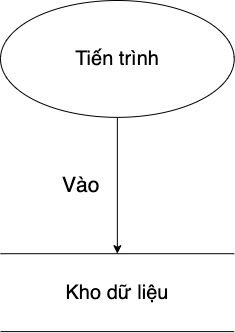 Tiến trình
Vào
Kho dữ liệu